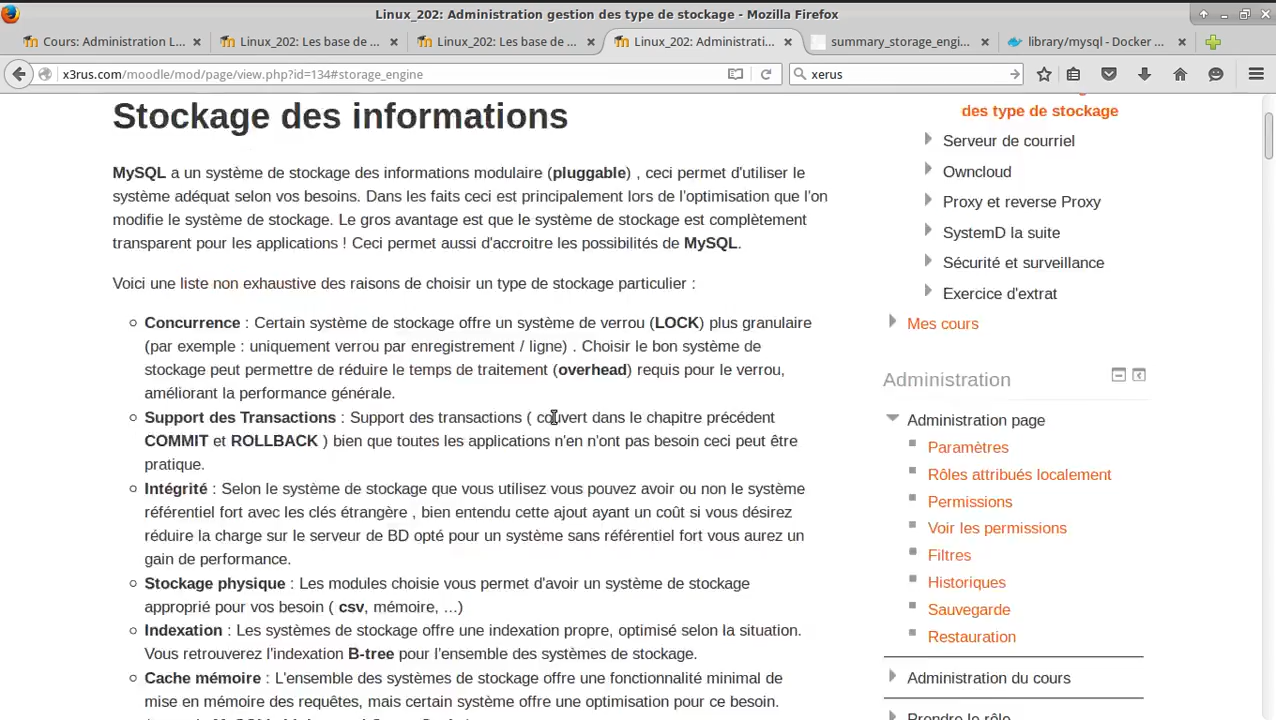 Linux_202: Administration gestion des type de stockage - Mozilla Firefox
Cours: Administration L...
Linux_202: Les base de ...
Linux_202: Les base de ...
Linux_202: Administrati...
summary_storage_engi...
library/mysql - Docker ...
x3rus.com/moodle/mod/page/view.php?id=134#storage_engine
xerus
Stockage des informations
MySQL a un système de stockage des informations modulaire (pluggable) , ceci permet d'utiliser le
système adéquat selon vos besoins. Dans les faits ceci est principalement lors de l'optimisation que l'on
modifie le système de stockage. Le gros avantage est que le système de stockage est complètement
transparent pour les applications ! Ceci permet aussi d'accroitre les possibilités de MySQL.
Voici une liste non exhaustive des raisons de choisir un type de stockage particulier :
Concurrence : Certain système de stockage offre un système de verrou (LOCK) plus granulaire
(par exemple : uniquement verrou par enregistrement / ligne) . Choisir le bon système de
stockage peut permettre de réduire le temps de traitement (overhead) requis pour le verrou,
améliorant la performance générale.
Support des Transactions : Support des transactions ( couvert dans le chapitre précédent
COMMIT et ROLLBACK ) bien que toutes les applications n'en n'ont pas besoin ceci peut être
pratique.
Intégrité : Selon le système de stockage que vous utilisez vous pouvez avoir ou non le système
référentiel fort avec les clés étrangère , bien entendu cette ajout ayant un coût si vous désirez
réduire la charge sur le serveur de BD opté pour un système sans référentiel fort vous aurez un
gain de performance.
Stockage physique : Les modules choisie vous permet d'avoir un système de stockage
approprié pour vos besoin ( csv, mémoire, ...)
Indexation : Les systèmes de stockage offre une indexation propre, optimisé selon la situation.
Vous retrouverez l'indexation B-tree pour l'ensemble des systèmes de stockage.
Cache mémoire : L'ensemble des systèmes de stockage offre une fonctionnalité minimal de
mise en mémoire des requêtes, mais certain système offre une optimisation pour ce besoin.
des type de stockage
Serveur de courriel
Owncloud
Proxy et reverse Proxy
SystemD la suite
Sécurité et surveillance
Exercice d'extrat
Mes cours
Administration
Administration page
Paramètres
Rôles attribués localement
Permissions
Voir les permissions
Filtres
Historiques
Sauvegarde
Restauration
Administration du cours
Prendre le rôle